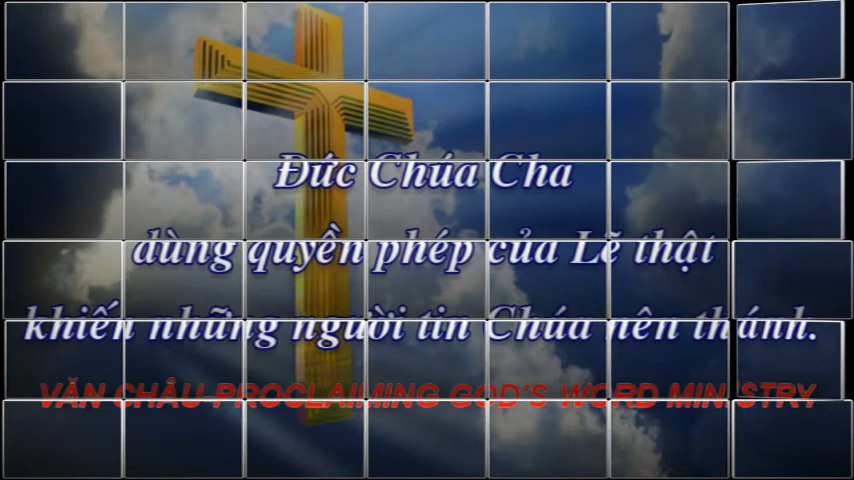 Đức Chúa Cha
dùng quyền phép của Lẽ thật
khiến những người tin Chúa nên thánh.
VĂN CHÂU-PROCLAIMING GOD'S WORD MINISTRY